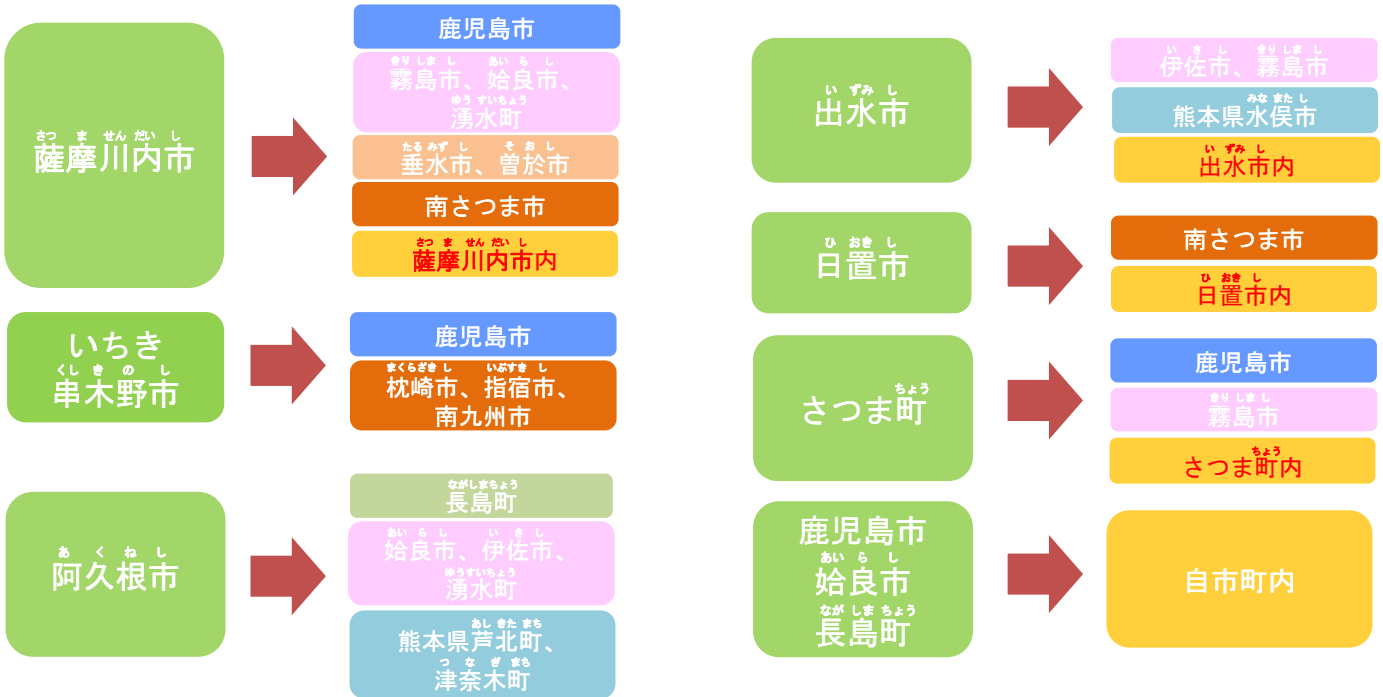 さつ ま せん だい し
薩摩川内市
鹿児島市
きり しま し あい ら し
霧島市、姶良市、
ゆう すいちょう
湧水町
たる みず し そ お し
垂水市、曽於市
南さつま市
さつ ま せん だい し
薩摩川内市内
いちき
くし き の し
串木野市
鹿児島市
まくらざき し いぶすき し
枕崎市、指宿市、
南九州市
あ く ね し
阿久根市
ながしまちょう
長島町
あい ら し い さ し
姶良市、伊佐市、
ゆうすいちょう
湧水町
あし きた まち
熊本県芦北町、
つ な ぎ まち
津奈木町
い ずみ し
出水市
い さ し きり しま し
伊佐市、霧島市
みな また し
熊本県水俣市
い ずみ し
出水市内
ひ おき し
日置市
南さつま市
ひ おき し
日置市内
ちょう
さつま町
鹿児島市
きり しま し
霧島市
ちょう
さつま町内
鹿児島市
あい ら し
姶良市
なが しま ちょう
長島町
自市町内